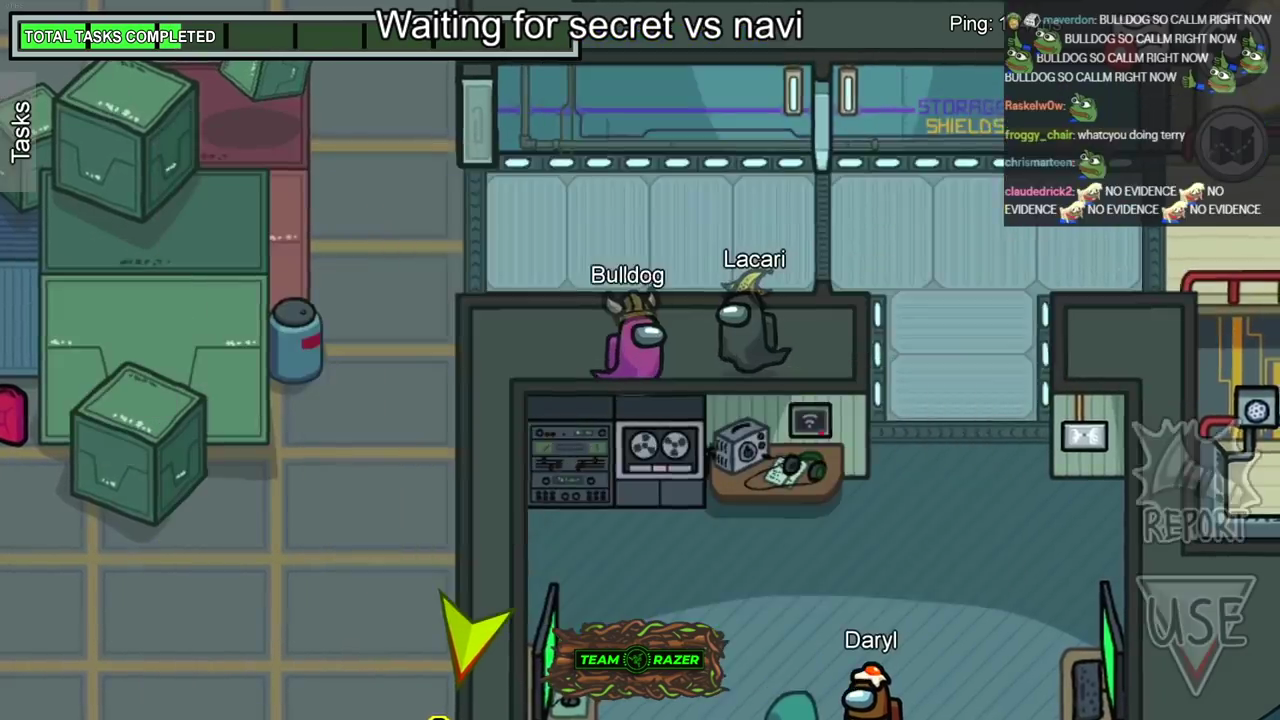 Waiting for secret vs navi
TOTAL TASKS COMPLETED
Ping:
Tasks
maverdon: BULLDOG SO CALLM RIGHT NOW
BULLDOG SO CALLM RIGHT NOW
BULLDOG SO CALLM RIGHT NOW
BULLDOG SO CALLM RIGHT NOW
RaskelwOw:
froggy_chair: whatcyou doing terry
chrismarteen:
claudedrick2: NO EVIDENCE NO
EVIDENCE NO EVIDENCE NO EVIDENCE
STORAGE
SHIELDS
Lacari
Bulldog
REPORT
USE
Daryl
TEAM RAZER